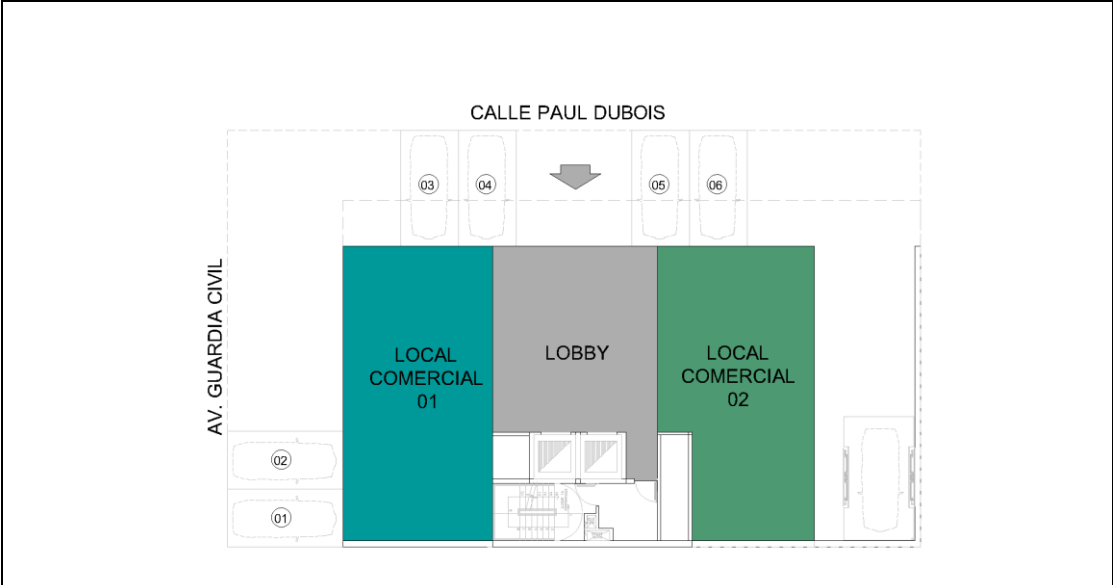 CALLE PAUL DUBOIS
03
04
05
06
AV. GUARDIA CIVIL
LOCAL
COMERCIAL
01
LOBBY
LOCAL
COMERCIAL
02
02
01